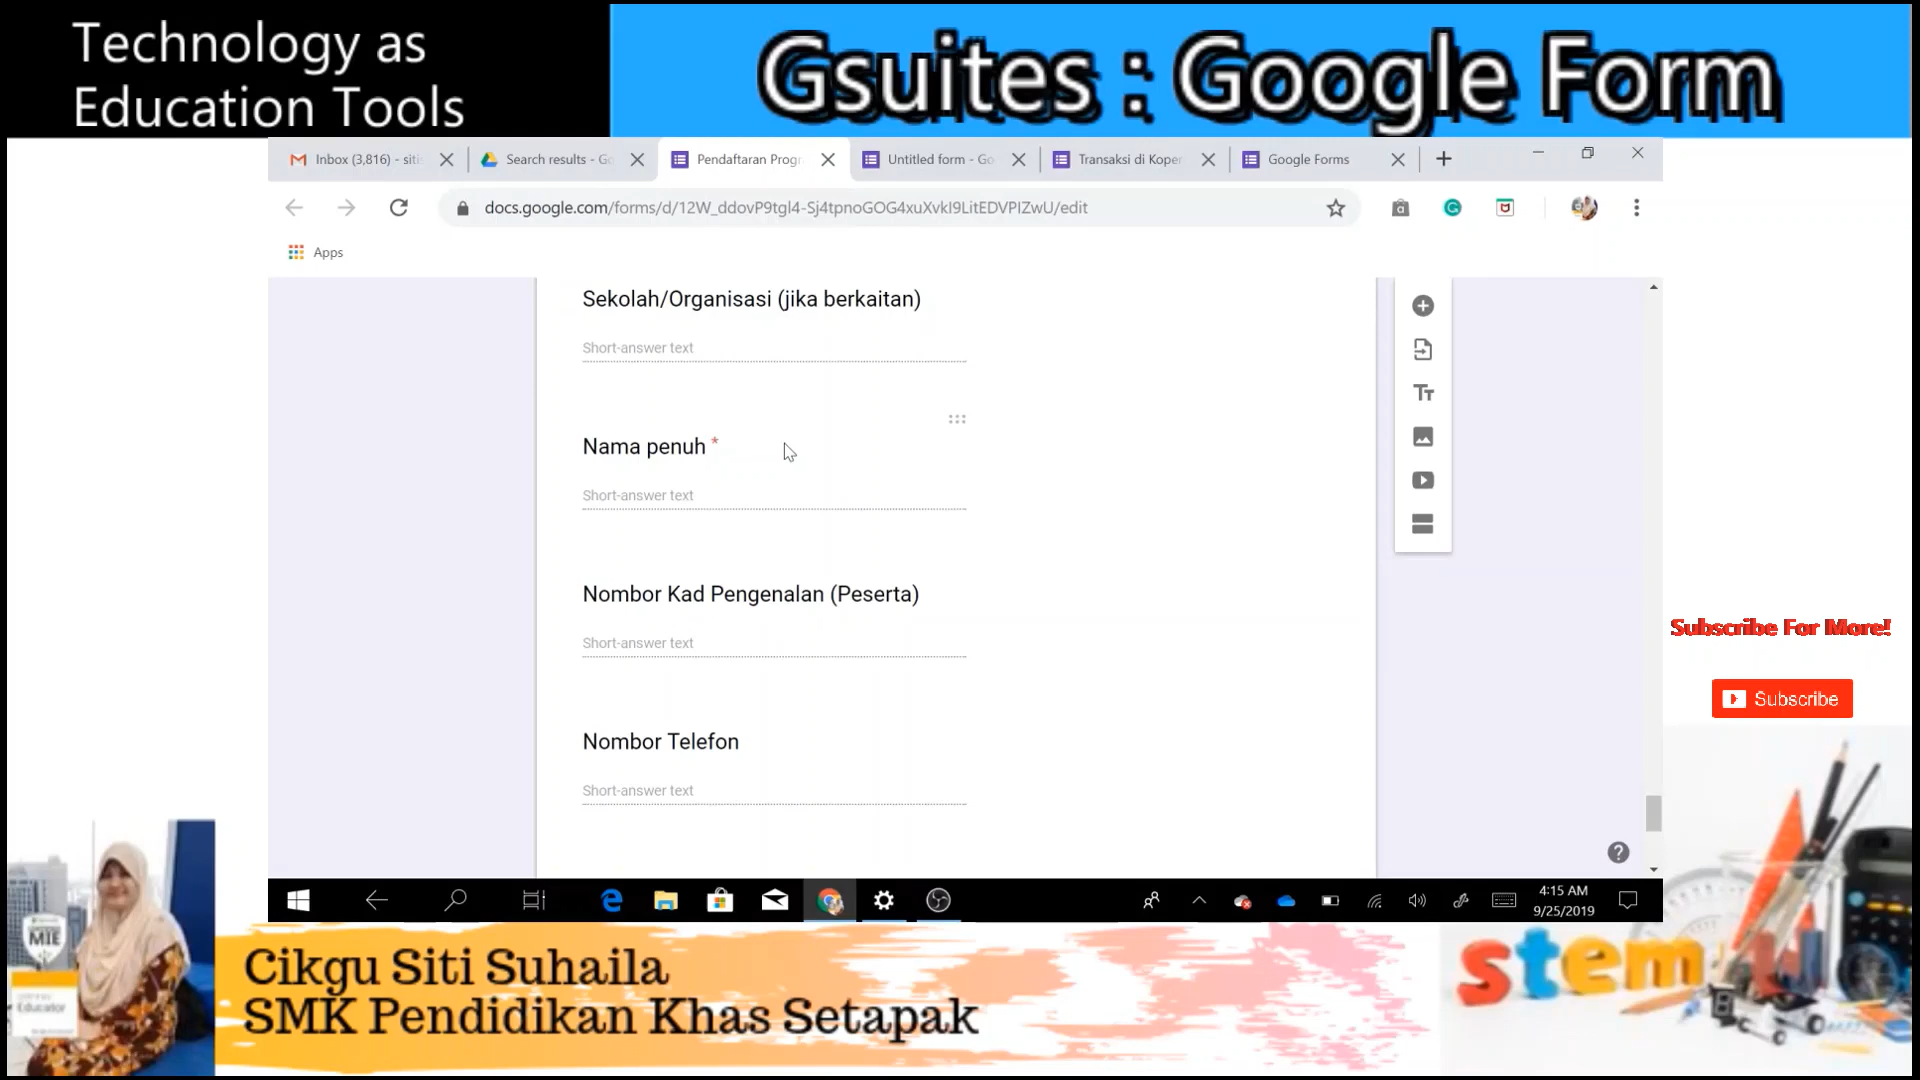 Technology as
Education Tools
Gsuites : Google Form
Inbox (3,816) - siti
Search results - Go
Pendaftaran Progr
Untitled form - Go
Transaksi di Koper
Google Forms
docs.google.com/forms/d/12W_ddovP9tgl4-Sj4tpnoGOG4xuXvkI9LitEDVPIZwU/edit
Apps
Sekolah/Organisasi (jika berkaitan)
Short-answer text
Nama penuh *
Short-answer text
Nombor Kad Pengenalan (Peserta)
Short-answer text
Nombor Telefon
Short-answer text
Subscribe For More!
Subscribe
4:15 AM
9/25/2019
MIE
Educator
Cikgu Siti Suhaila
SMK Pendidikan Khas Setapak
stem